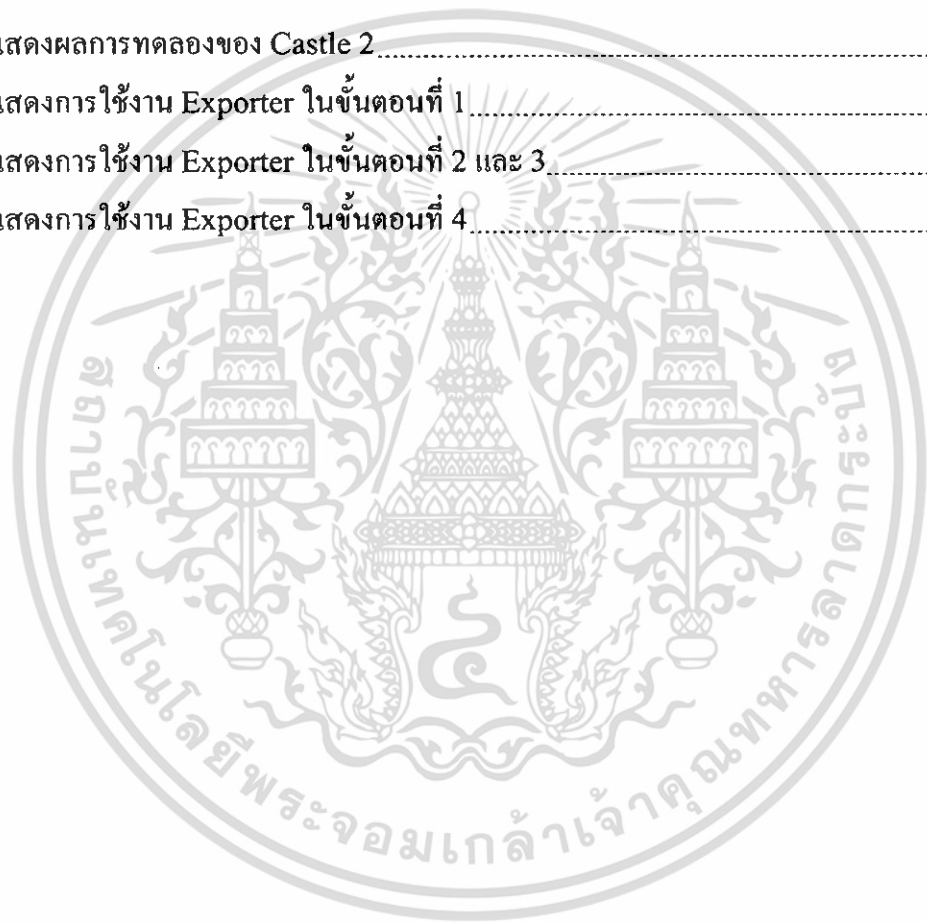 แสดงผลการทดลองของ Castle 2
แสดงการใช้งาน Exporter ในขั้นตอนที่ 1
แสดงการใช้งาน Exporter ในขั้นตอนที่ 2 และ 3
แสดงการใช้งาน Exporter ในขั้นตอนที่ 4
สถาบันเทคโนโลยีพระจอมเกล้าเจ้าคุณทหารลาดกระบัง
๔